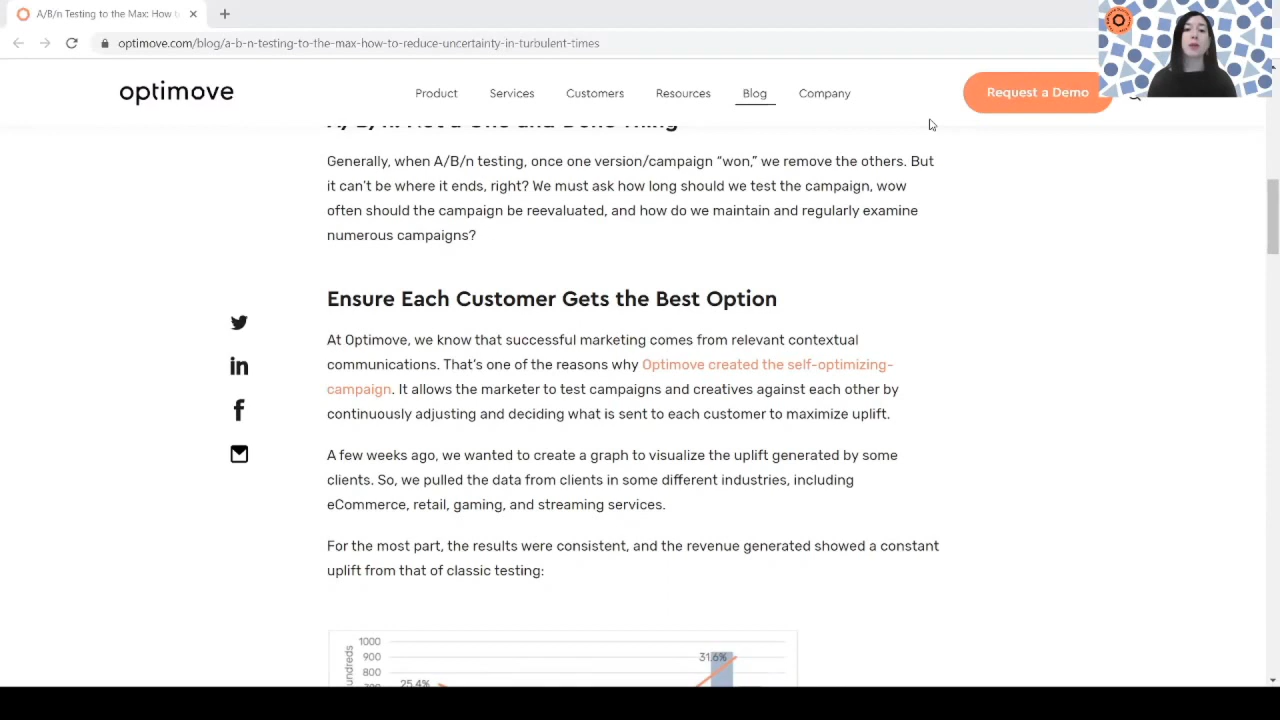 A/B/n Testing to the Max: How to
optimove.com/blog/a-b-n-testing-to-the-max-how-to-reduce-uncertainty-in-turbulent-times
optimove
Product
Services
Customers
Resources
Blog
Company
Request a Demo
Generally, when A/B/n testing, once one version/campaign “won,” we remove the others. But
it can’t be where it ends, right? We must ask how long should we test the campaign, wow
often should the campaign be reevaluated, and how do we maintain and regularly examine
numerous campaigns?
Ensure Each Customer Gets the Best Option
At Optimove, we know that successful marketing comes from relevant contextual
communications. That’s one of the reasons why Optimove created the self-optimizing-
campaign. It allows the marketer to test campaigns and creatives against each other by
continuously adjusting and deciding what is sent to each customer to maximize uplift.
A few weeks ago, we wanted to create a graph to visualize the uplift generated by some
clients. So, we pulled the data from clients in some different industries, including
eCommerce, retail, gaming, and streaming services.
For the most part, the results were consistent, and the revenue generated showed a constant
uplift from that of classic testing:
1000
900
800
25.4%
31.6%